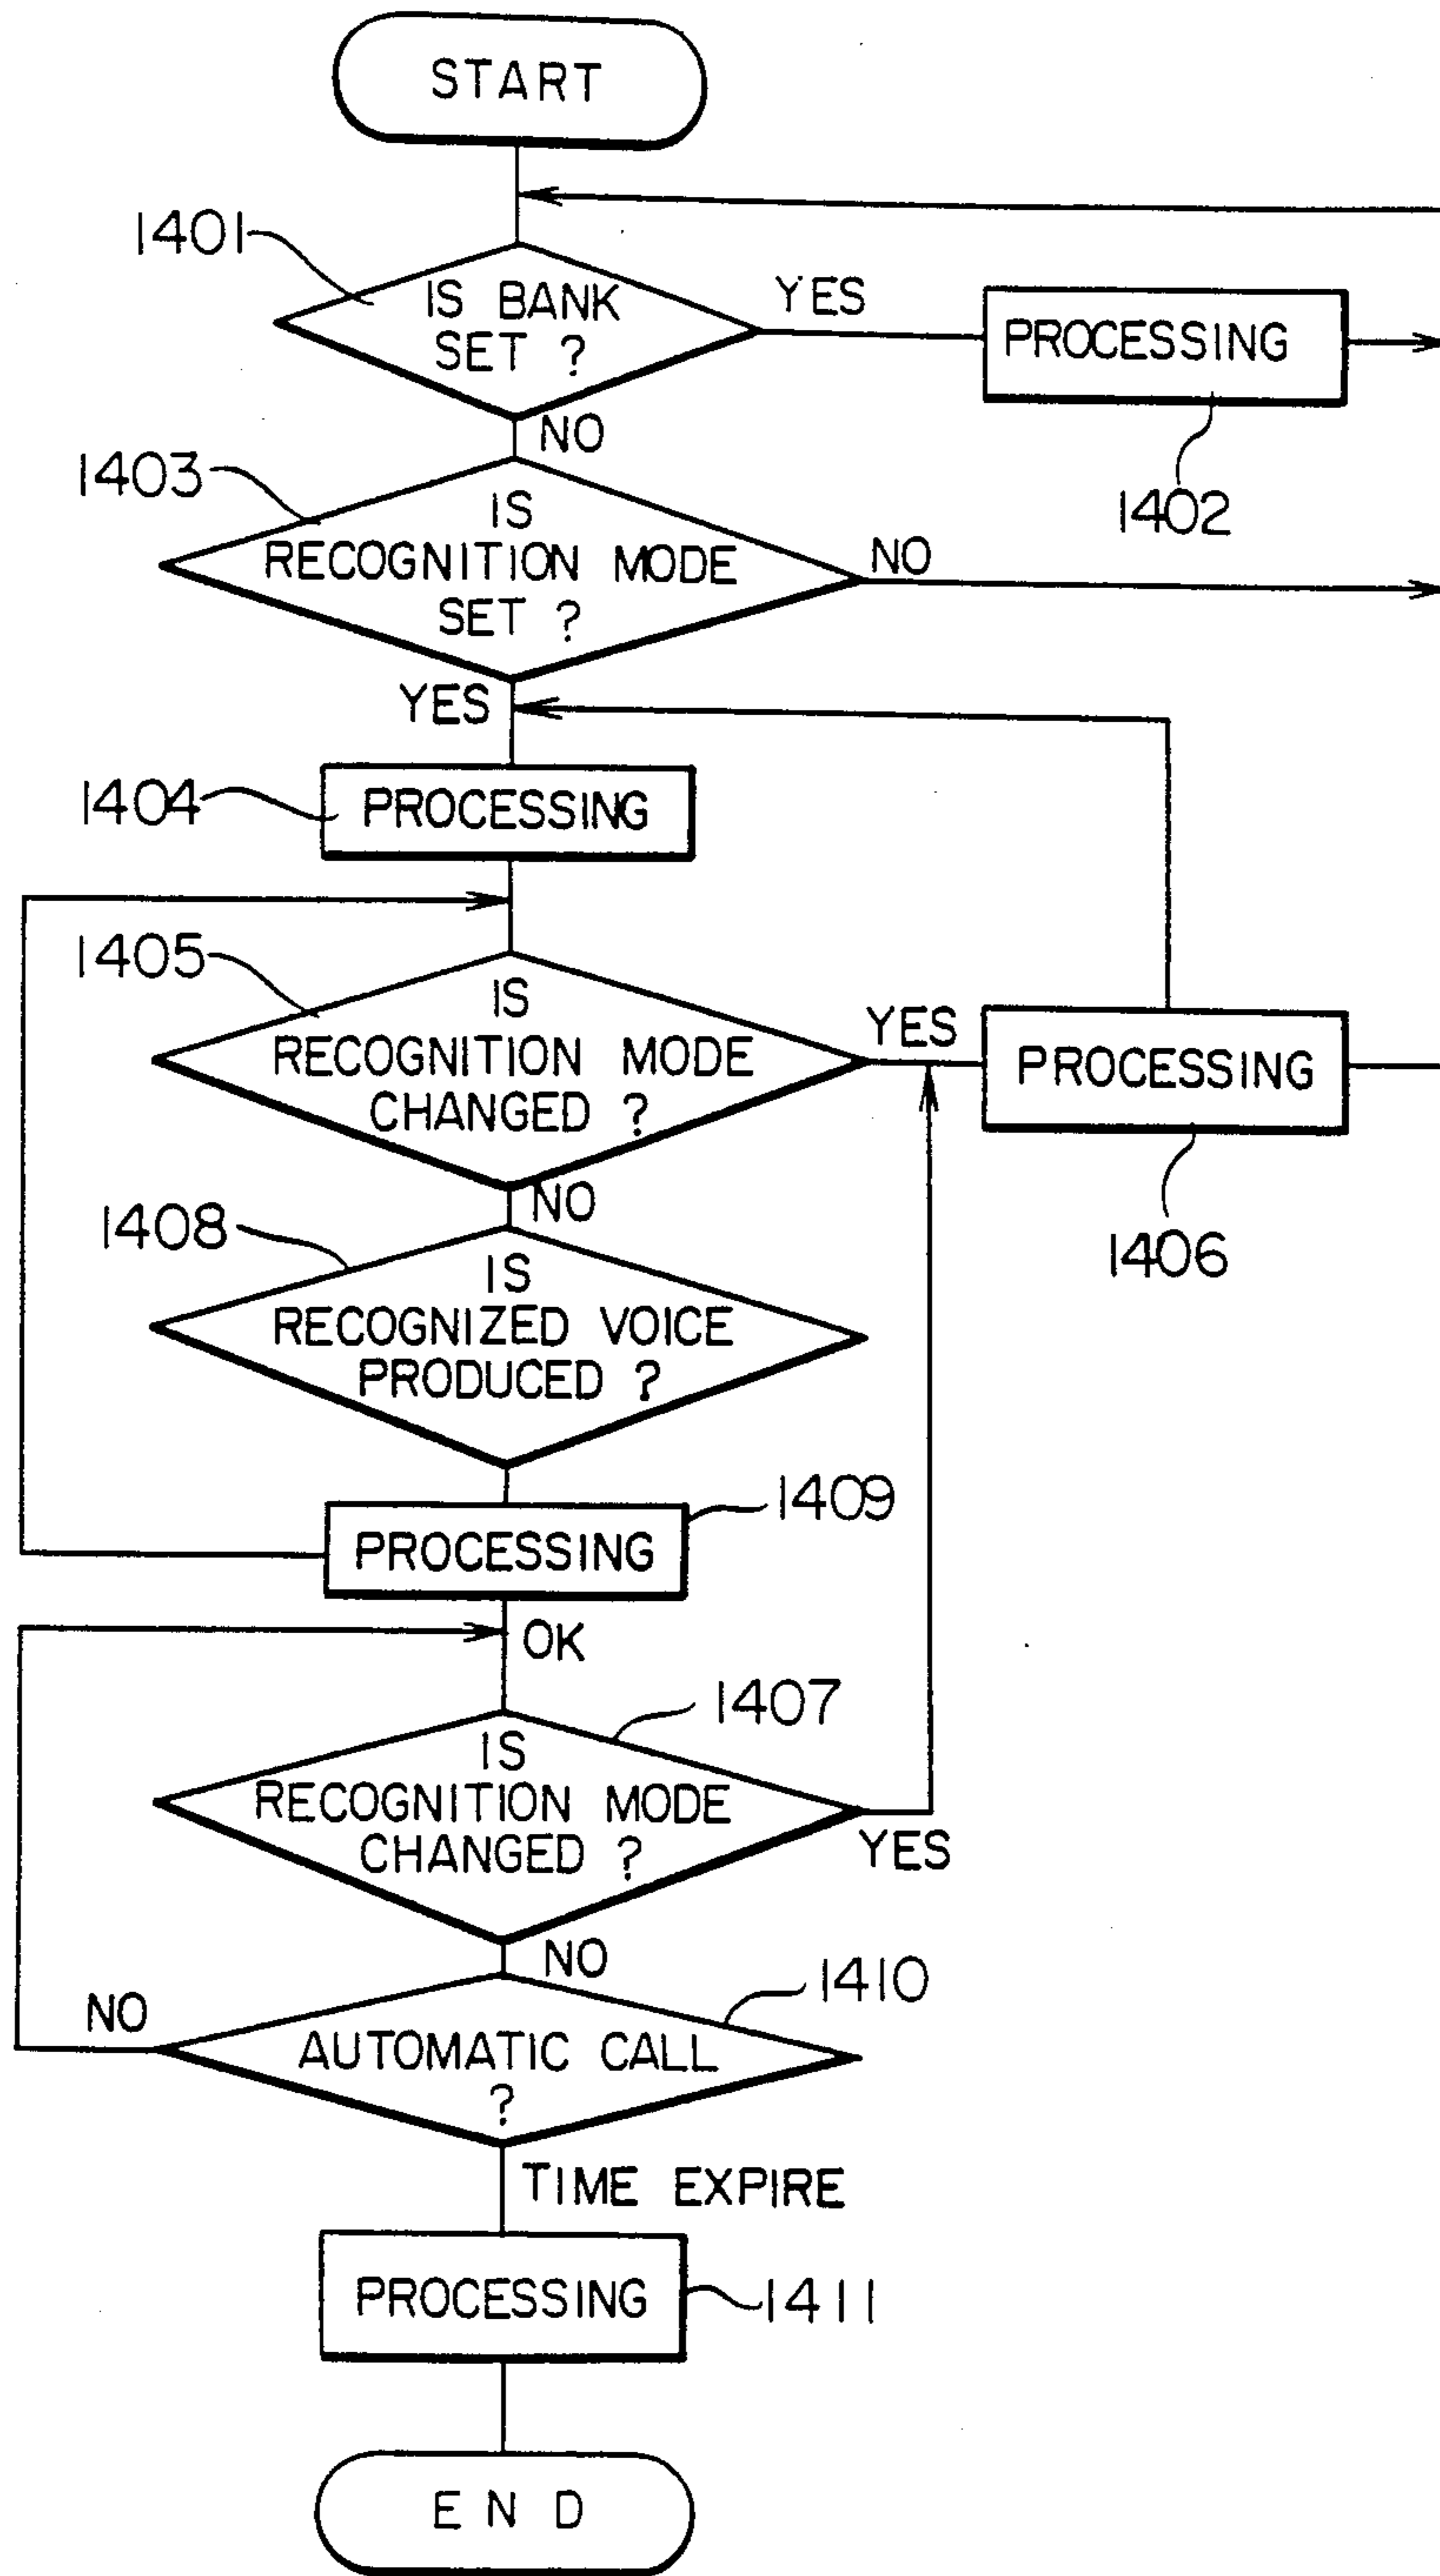 START
1401
IS BANK
SET ?
YES
PROCESSING
1402
NO
1403
IS
RECOGNITION MODE
SET ?
NO
YES
1404
PROCESSING
1405
IS
RECOGNITION MODE
CHANGED ?
YES
PROCESSING
1406
NO
1408
IS
RECOGNIZED VOICE
PRODUCED ?
1409
PROCESSING
OK
1407
IS
RECOGNITION MODE
CHANGED ?
YES
NO
1410
NO
AUTOMATIC CALL
?
TIME EXPIRE
PROCESSING
1411
END